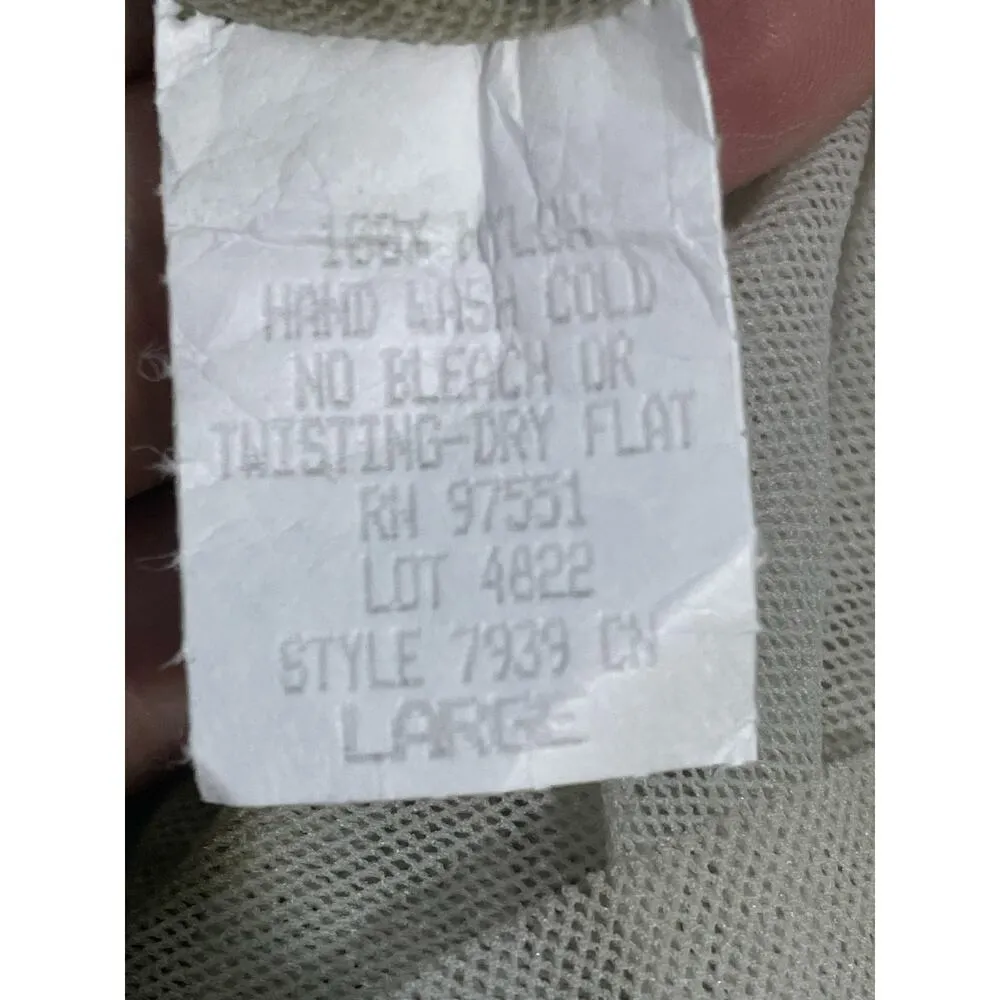 100% NYLON
HAND WASH COLD
NO BLEACH OR
TWISTING-DRY FLAT
RN 97551
LOT 4822
STYLE 7939 CN
LARGE